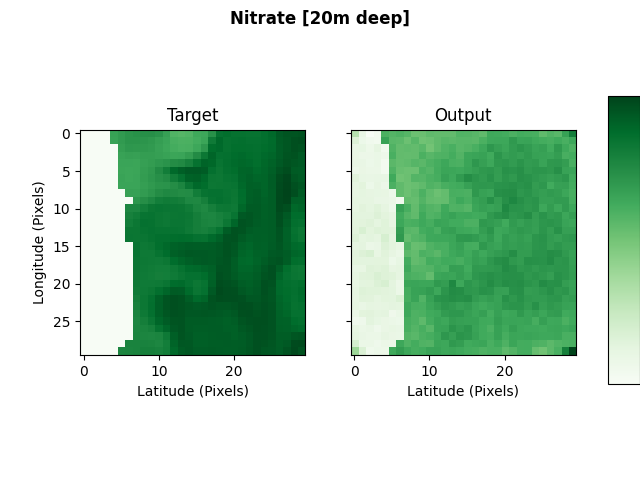 Nitrate [20m deep]
Target
Output
0
5
10
15
20
25
Longitude (Pixels)
0
10
20
0
10
20
Latitude (Pixels)
Latitude (Pixels)